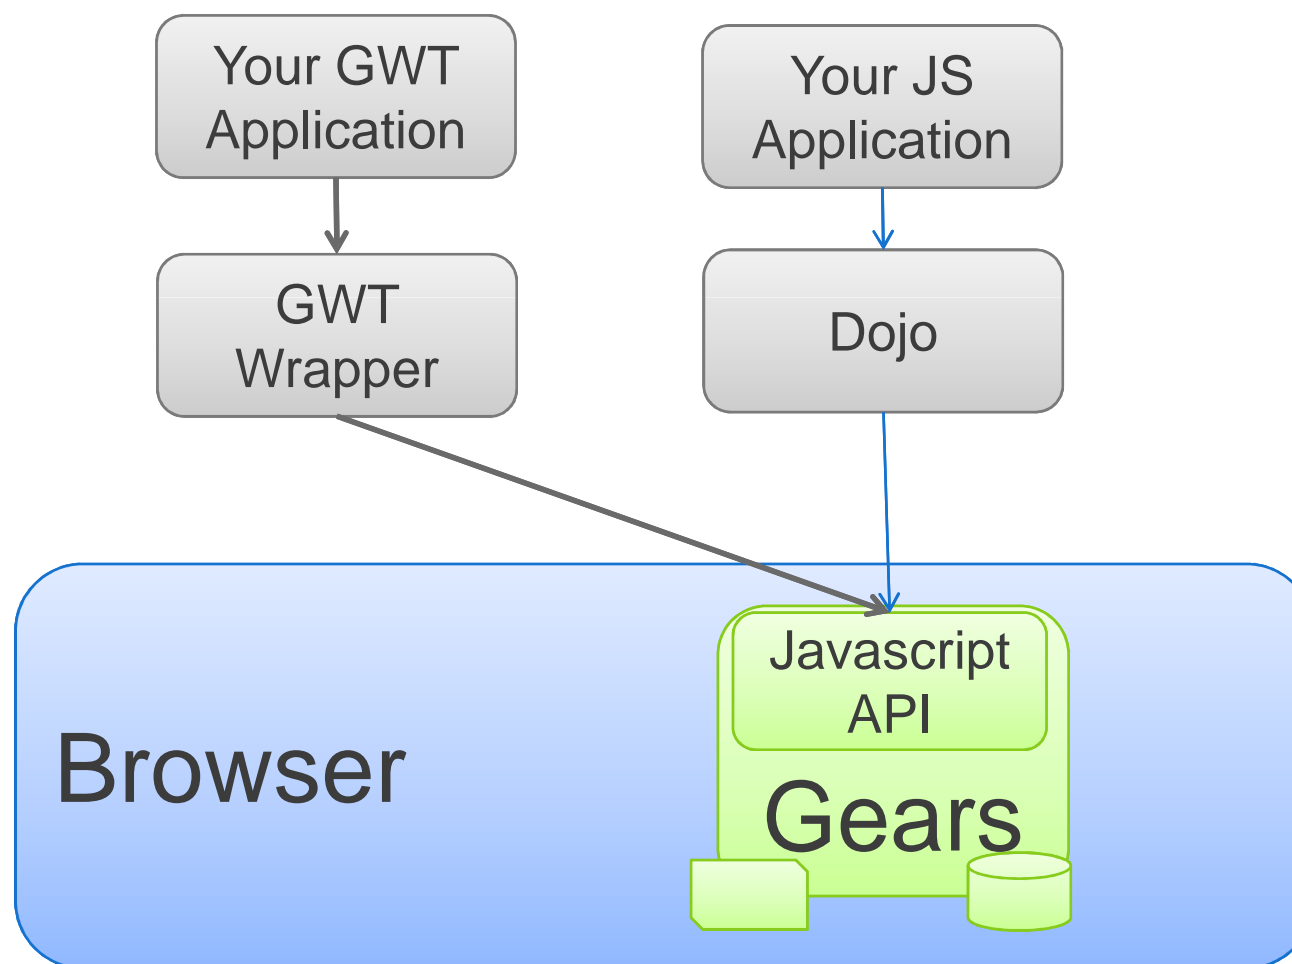 Your GWT
Application
Your JS
Application
GWT
Wrapper
Dojo
Javascript
API
Browser
Gears